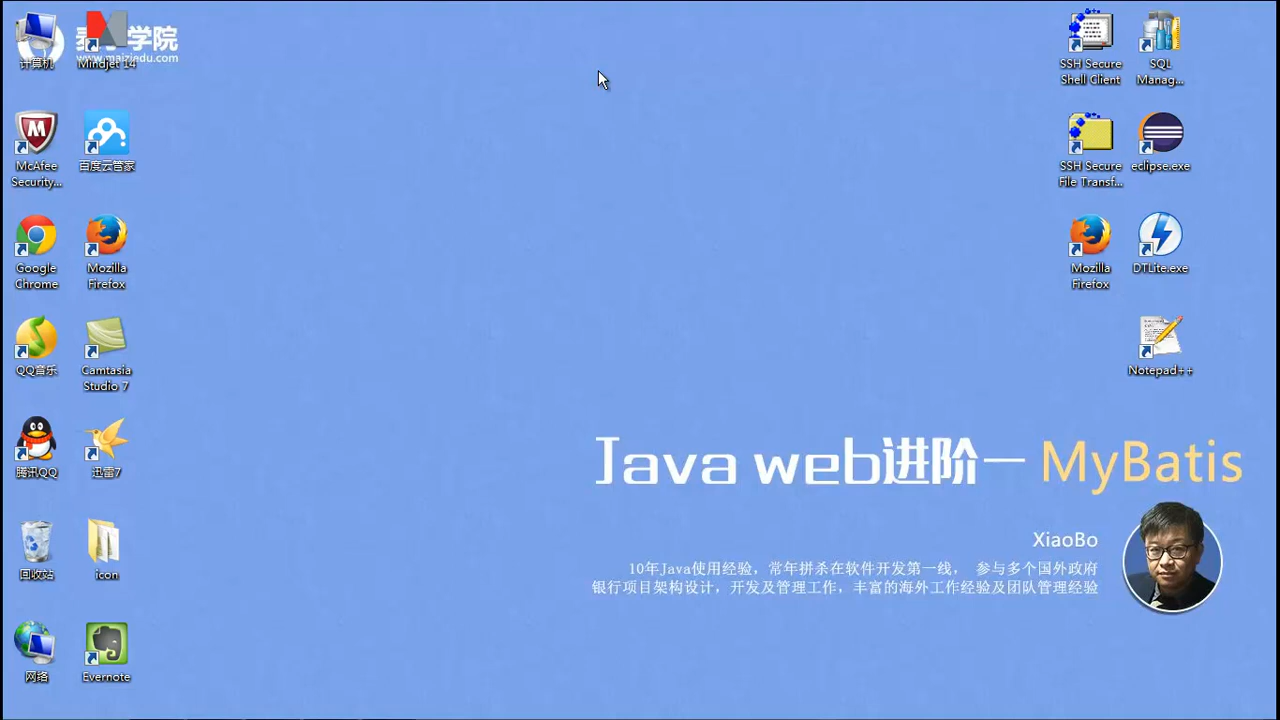 学院
www.maiziedu.com
计算机
Mindjet 14
McAfee
Security...
百度云管家
Google
Chrome
Mozilla
Firefox
QQ音乐
Camtasia
Studio 7
腾讯QQ
迅雷7
回收站
icon
网络
Evernote
SSH Secure
Shell Client
SQL
Manag...
SSH Secure
File Transf...
eclipse.exe
Mozilla
Firefox
DTLite.exe
Notepad++
Java web进阶一 MyBatis
XiaoBo
10年Java使用经验，常年拼杀在软件开发第一线， 参与多个国外政府
银行项目架构设计，开发及管理工作，丰富的海外工作经验及团队管理经验